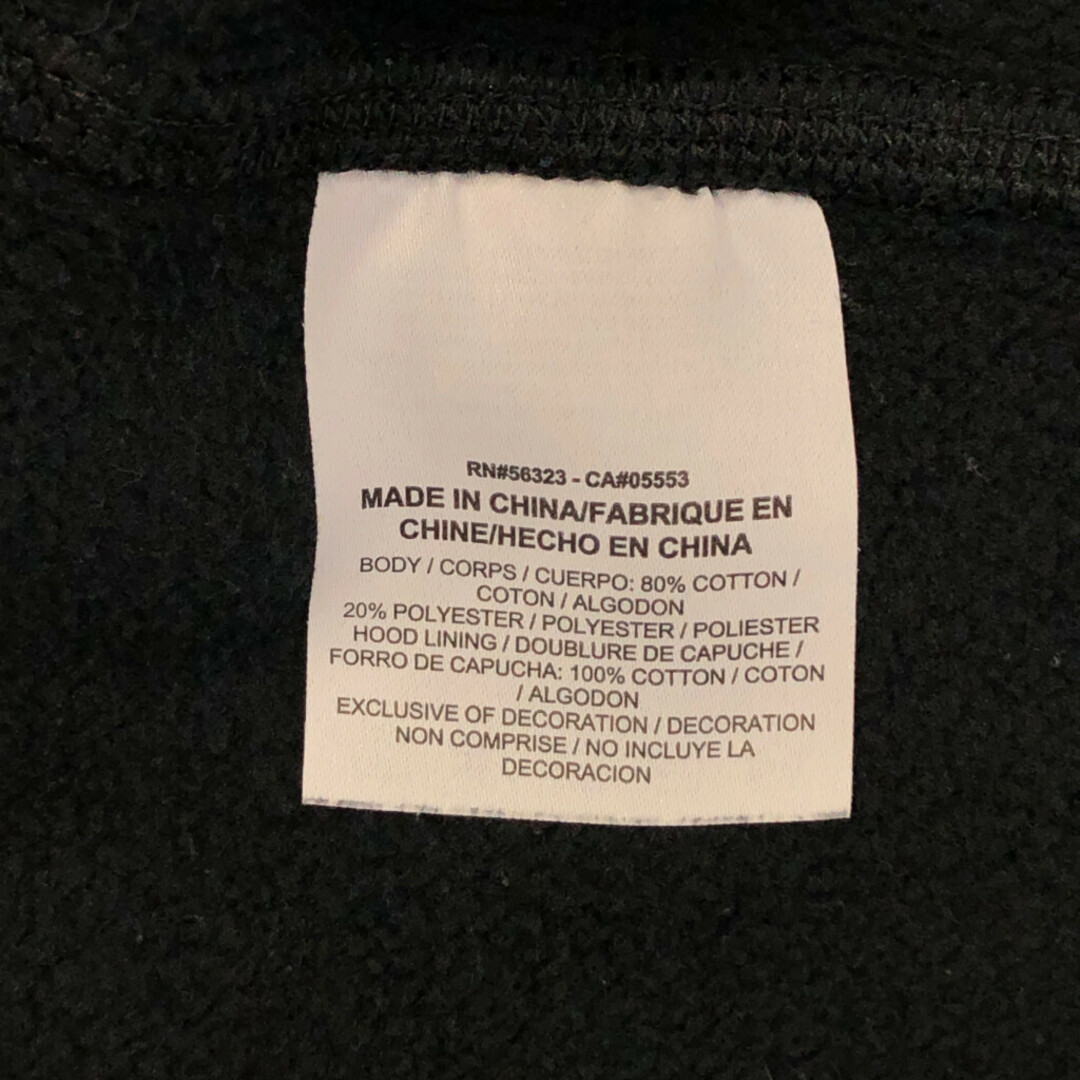 RN#56323 - CA#05553
MADE IN CHINA/FABRIQUE EN
CHINE/HECHO EN CHINA
BODY / CORPS / CUERPO: 80% COTTON /
COTON / ALGODON
20% POLYESTER / POLYESTER / POLIESTER
HOOD LINING / DOUBLURE DE CAPUCHE /
FORRO DE CAPUCHA: 100% COTTON / COTON
/ ALGODON
EXCLUSIVE OF DECORATION / DECORATION
NON COMPRISE / NO INCLUYE LA
DECORACION